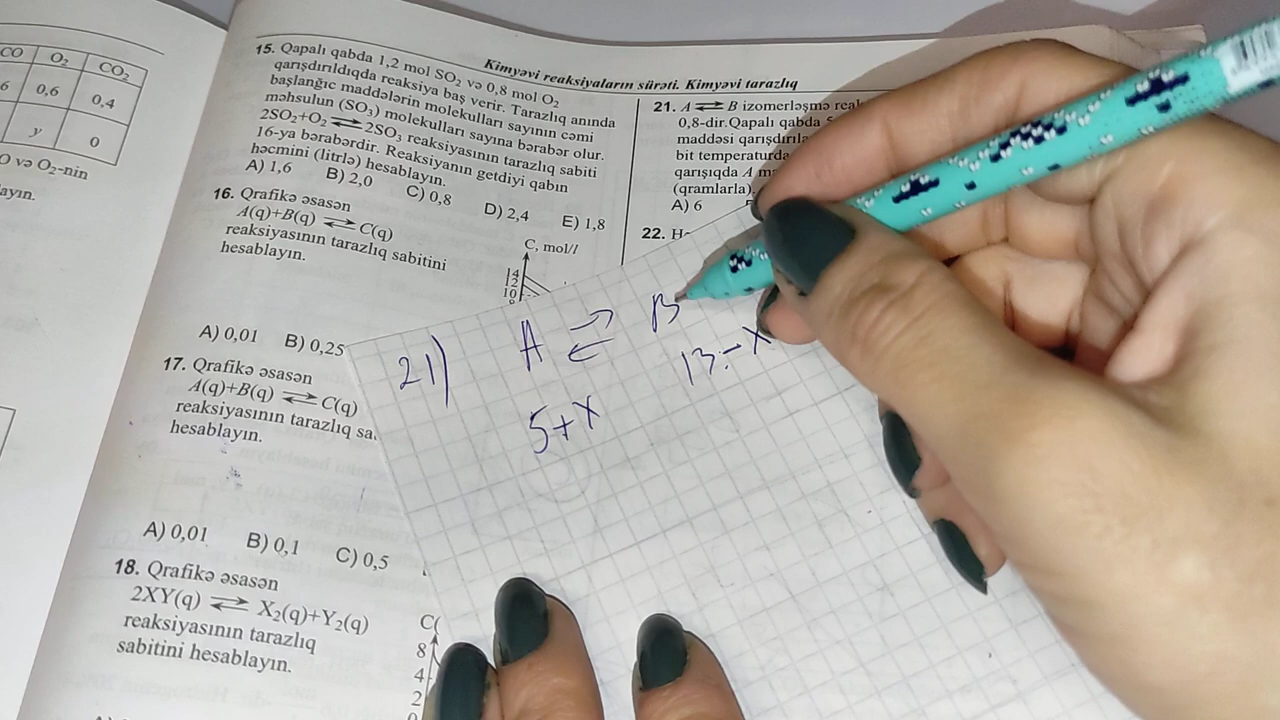 CO O₂ CO₂
6 0,6 0,4
y 0
O və O₂-nin
ayın.
Kimyəvi reaksiyaların sürəti. Kimyəvi tarazlıq
15. Qapalı qabda 1,2 mol SO₂ və 0,8 mol O₂
qarışdırıldıqda reaksiya baş verir. Tarazlıq anında
başlanğıc maddələrin molekulları sayının cəmi
məhsulun (SO₃) molekulları sayına bərabər olur.
2SO₂+O₂ ⇌ 2SO₃ reaksiyasının tarazlıq sabiti
16-ya bərabərdir. Reaksiyanın getdiyi qabın
həcmini (litrlə) hesablayın.
A) 1,6 B) 2,0 C) 0,8 D) 2,4 E) 1,8
16. Qrafikə əsasən
A(q)+B(q) ⇌ C(q)
reaksiyasının tarazlıq sabitini
hesablayın.
C, mol/l
14
12
10
A) 0,01 B) 0,25
17. Qrafikə əsasən
A(q)+B(q) ⇌ C(q)
reaksiyasının tarazlıq sa
hesablayın.
A) 0,01 B) 0,1 C) 0,5
18. Qrafikə əsasən
2XY(q) ⇌ X₂(q)+Y₂(q)
reaksiyasının tarazlıq
sabitini hesablayın.
C(
8
4
2
21. A ⇌ B izomerləşmə rea
0,8-dir. Qapalı qabda
maddəsi qarışdırıla
bit temperaturda
qarışıqda A m
(qramlarla).
A) 6
22. H
21) A ⇌ B
5+x 13-x